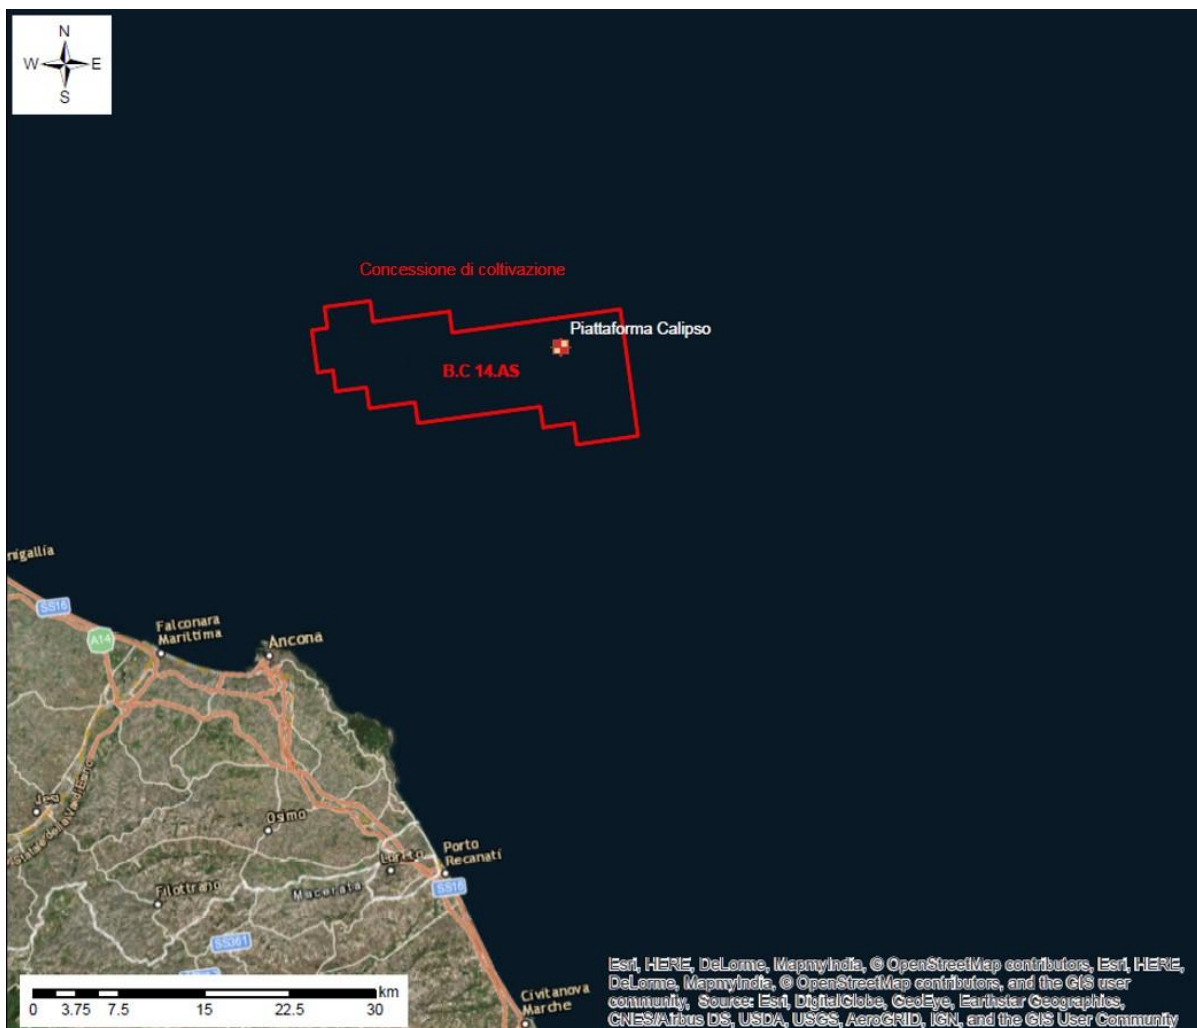 N
W E
S
Concessione di coltivazione
Piattaforma Calipso
B.C 14.AS
nigallia
SS16
A14
Falconara
Marittima
Ancona
Jesi
Osimo
Loreto
Porto
Recanati
SS16
Filottrano
Macerata
SS361
Civitanova
Marche
km
0 3.75 7.5 15 22.5 30
Esri, HERE, DeLorme, MapmyIndia, © OpenStreetMap contributors, Esri, HERE,
DeLorme, MapmyIndia, © OpenStreetMap contributors, and the GIS user
community, Source: Esri, DigitalGlobe, GeoEye, Earthstar Geographics,
CNES/Airbus DS, USDA, USGS, AeroGRID, IGN, and the GIS User Community